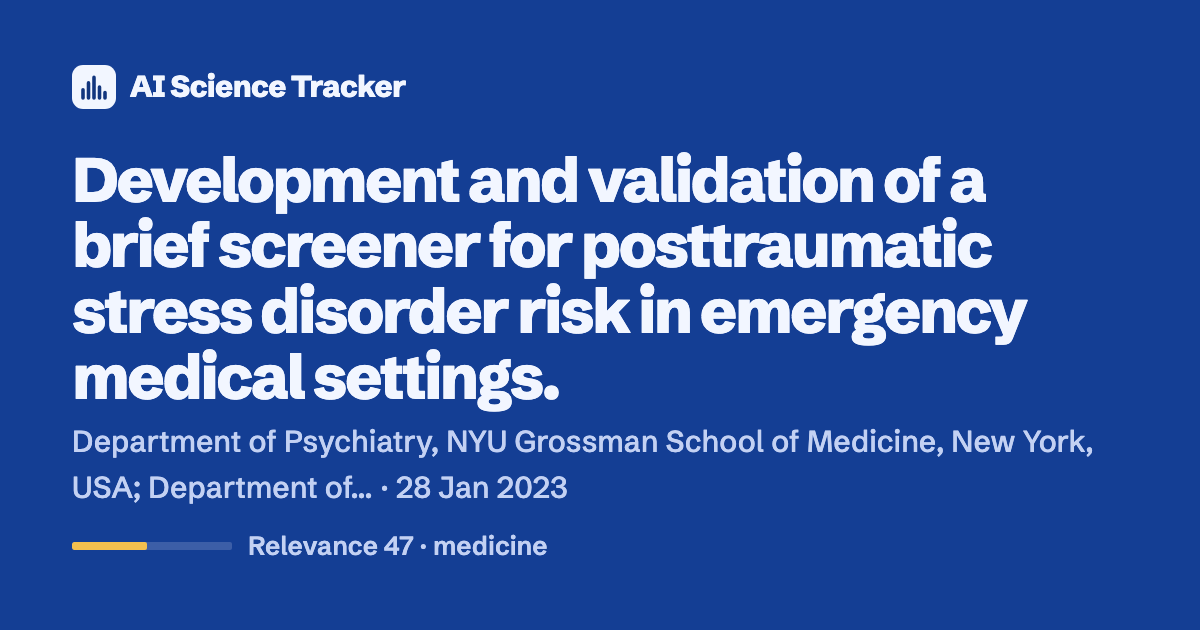 AI Science Tracker
Development and validation of a
brief screener for posttraumatic
stress disorder risk in emergency
medical settings.
Department of Psychiatry, NYU Grossman School of Medicine, New York,
USA; Department of... · 28 Jan 2023
Relevance 47 · medicine